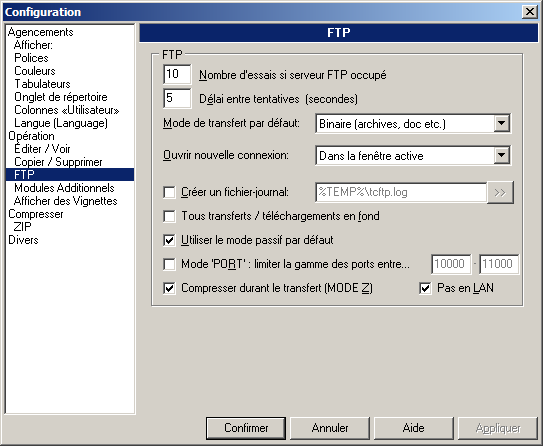 Configuration
Agencements
Afficher:
Polices
Couleurs
Tabulateurs
Onglet de répertoire
Colonnes «Utilisateur»
Langue (Language)
Opération
Éditer / Voir
Copier / Supprimer
FTP
Modules Additionnels
Afficher des Vignettes
Compresser
ZIP
Divers
FTP
FTP
10 Nombre d'essais si serveur FTP occupé
5 Délai entre tentatives (secondes)
Mode de transfert par défaut: Binaire (archives, doc etc.)
Ouvrir nouvelle connexion: Dans la fenêtre active
Créer un fichier-journal: %TEMP%\tcftp.log >>
Tous transferts / téléchargements en fond
Utiliser le mode passif par défaut
Mode 'PORT' : limiter la gamme des ports entre... 10000 - 11000
Compresser durant le transfert (MODE Z) Pas en LAN
Confirmer Annuler Aide Appliquer